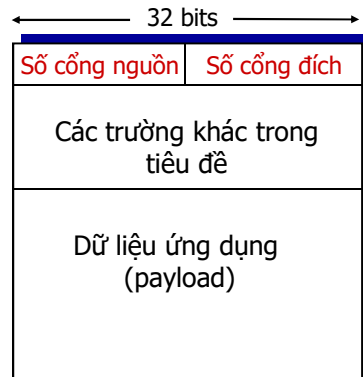 32 bits
Số cổng nguồn Số cổng đích
Các trường khác trong
tiêu đề
Dữ liệu ứng dụng
(payload)